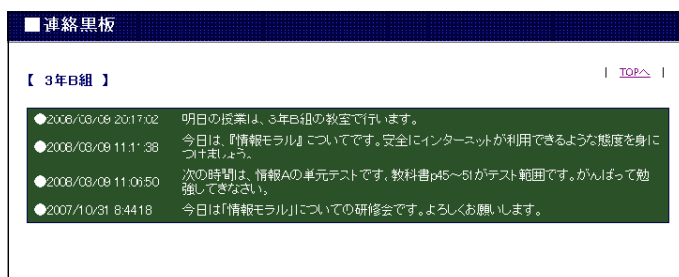 ■連絡黒板
【 3年B組 】
| TOPへ |
●2008/03/09 20:17:02 明日の授業は、3年B組の教室で行います。
●2008/03/09 11:11:38 今日は、『情報モラル』についてです。安全にインターネットが利用できるような態度を身に
つけましょう。
●2008/03/09 11:06:50 次の時間は、情報Aの単元テストです。教科書p45～51がテスト範囲です。がんばって勉
強してきなさい。
●2007/10/31 8:44:18 今日は「情報モラル」についての研修会です。よろしくお願いします。